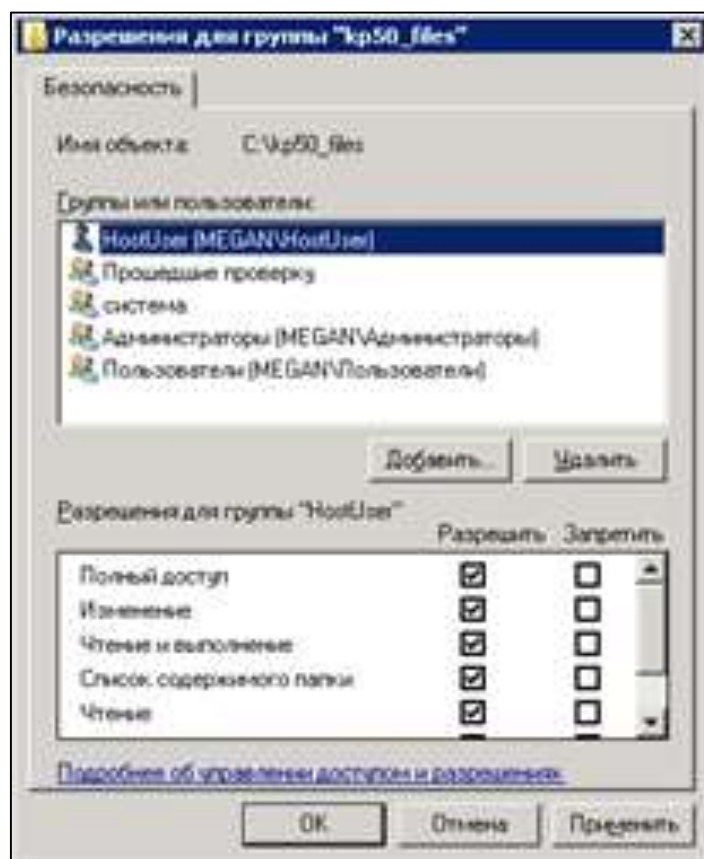 Разрешения для группы "kp50_files"
Безопасность
Имя объекта: C:\kp50_files
Группы или пользователи:
HostUser (MEGAN\HostUser)
Прошедшие проверку
система
Администраторы (MEGAN\Администраторы)
Пользователи (MEGAN\Пользователи)
Добавить... Удалить
Разрешения для группы "HostUser" Разрешить Запретить
Полный доступ
Изменение
Чтение и выполнение
Список содержимого папки
Чтение
Подробнее об управлении доступом и разрешениях
ОК Отмена Применить